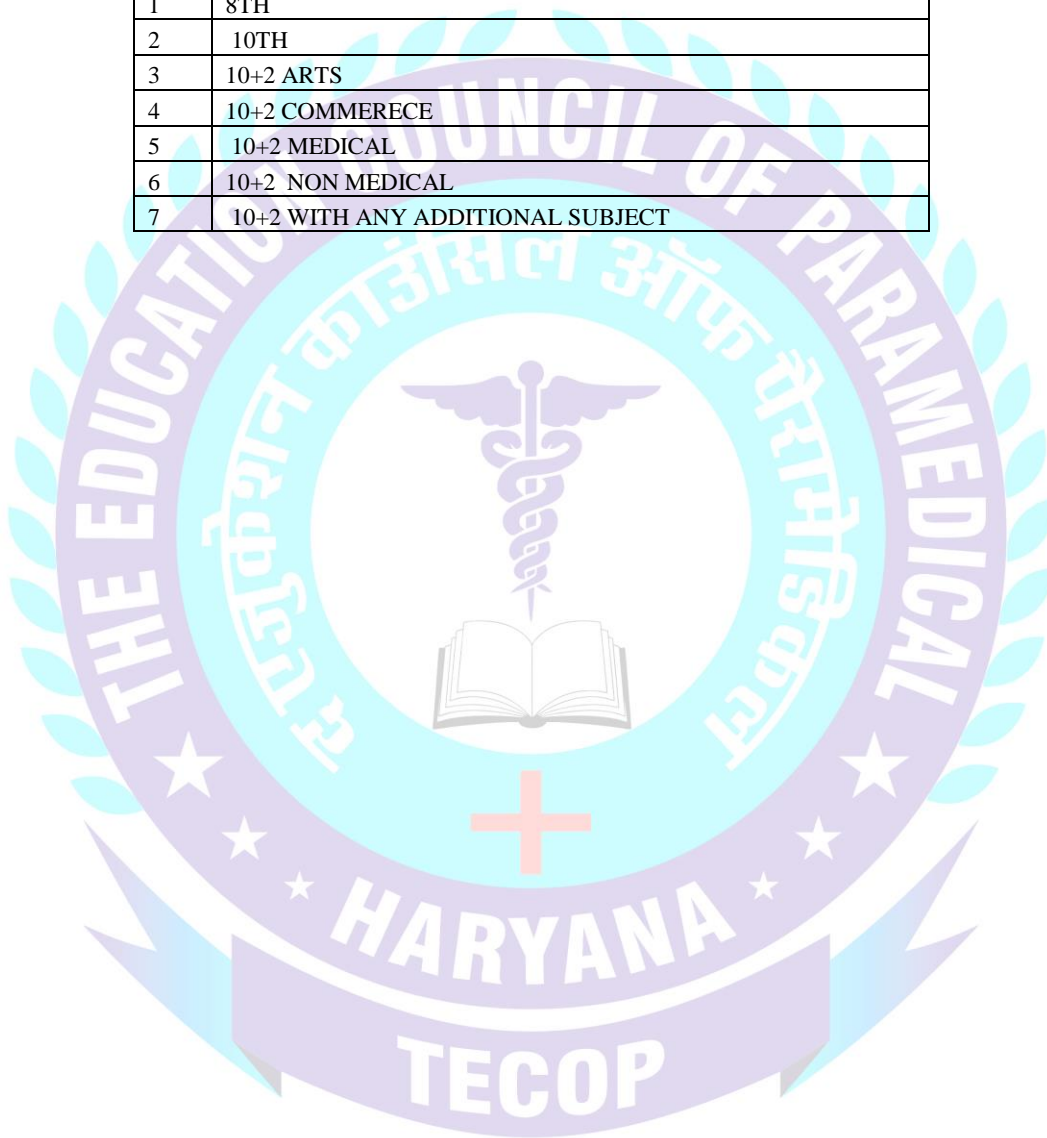 1 8TH
2 10TH
3 10+2 ARTS
4 10+2 COMMERECE
5 10+2 MEDICAL
6 10+2 NON MEDICAL
7 10+2 WITH ANY ADDITIONAL SUBJECT
THE EDUCATION COUNCIL OF PARAMEDICAL
द एजुकेशन काउंसिल ऑफ पैरामेडिकल
HARYANA
TECOP